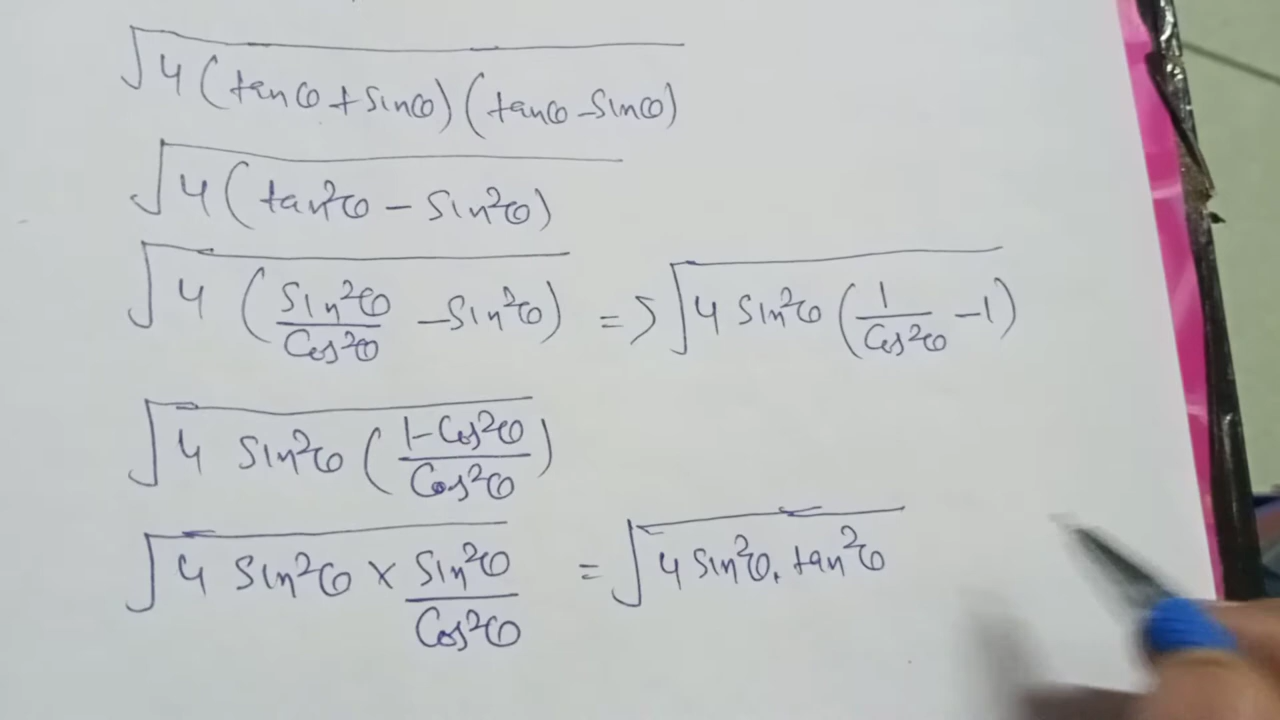 √4(tanθ+sinθ)(tanθ-sinθ)
√4(tan²θ - Sin²θ)
√4(Sin²θ/Cos²θ - Sin²θ) => √4 Sin²θ(1/Cos²θ - 1)
√4 Sin²θ(1-Cos²θ/Cos²θ)
√4 Sin²θ × Sin²θ/Cos²θ = √4 Sin²θ. tan²θ